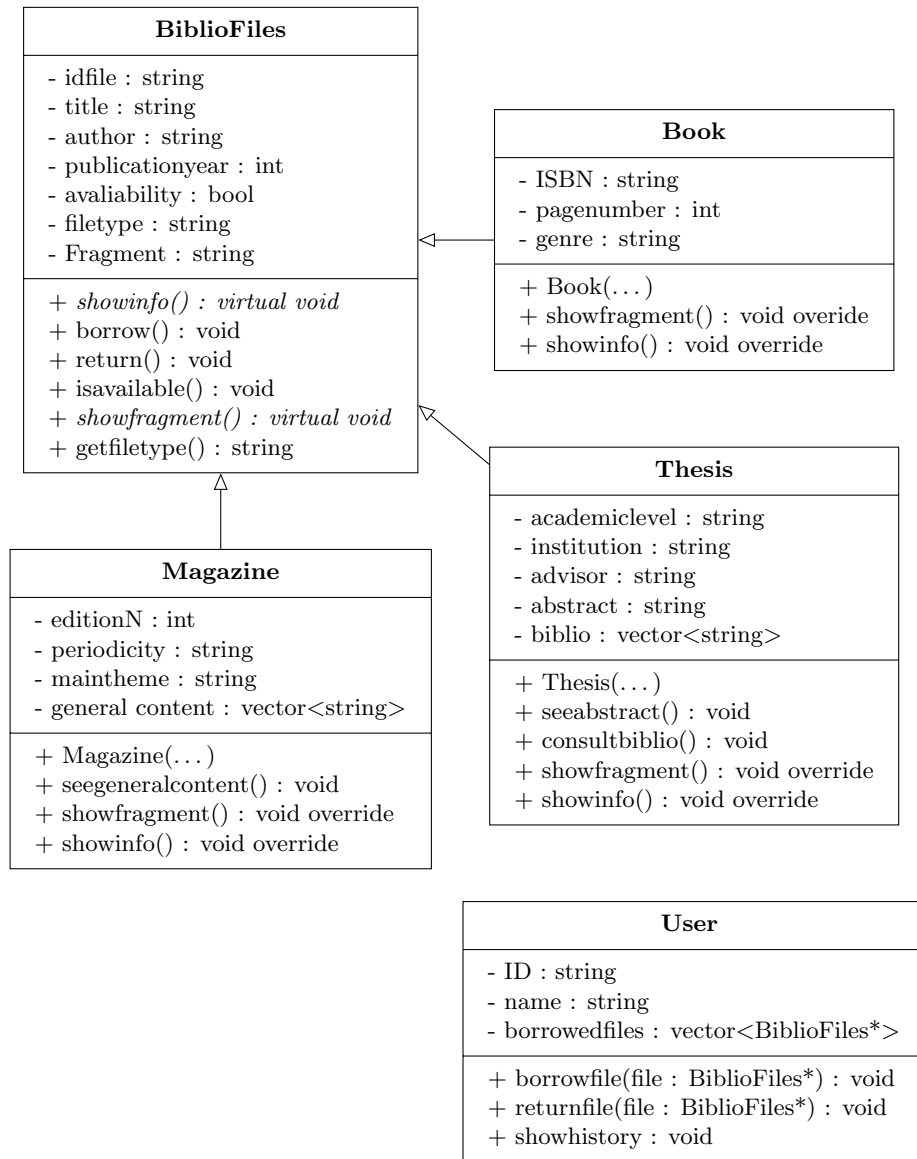 BiblioFiles
- idfile : string
- title : string
- author : string
- publicationyear : int
- avaliability : bool
- filetype : string
- Fragment : string
+ showinfo() : virtual void
+ borrow() : void
+ return() : void
+ isavailable() : void
+ showfragment() : virtual void
+ getfiletype() : string
Book
- ISBN : string
- pagenumber : int
- genre : string
+ Book(...)
+ showfragment() : void overide
+ showinfo() : void override
Magazine
- editionN : int
- periodicity : string
- maintheme : string
- general content : vector<string>
+ Magazine(...)
+ seegeneralcontent() : void
+ showfragment() : void override
+ showinfo() : void override
Thesis
- academiclevel : string
- institution : string
- advisor : string
- abstract : string
- biblio : vector<string>
+ Thesis(...)
+ seeabstract() : void
+ consultbiblio() : void
+ showfragment() : void override
+ showinfo() : void override
User
- ID : string
- name : string
- borrowedfiles : vector<BiblioFiles*>
+ borrowfile(file : BiblioFiles*) : void
+ returnfile(file : BiblioFiles*) : void
+ showhistory : void